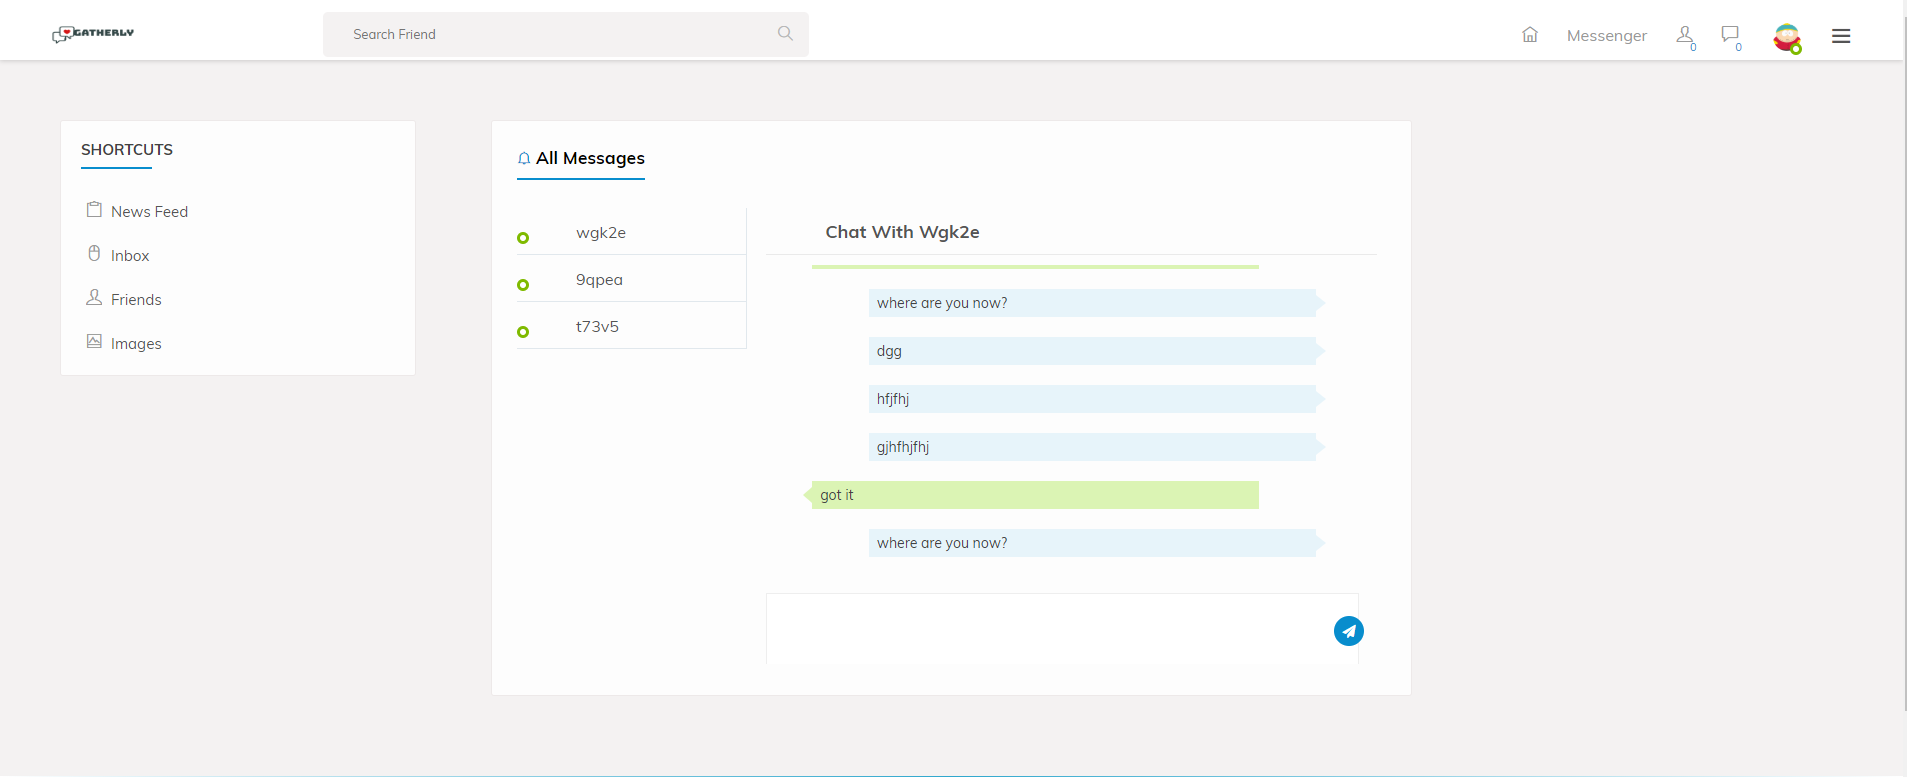 GATHERLY
Search Friend
Messenger
0
0
SHORTCUTS
News Feed
Inbox
Friends
Images
All Messages
wgk2e
9qpea
t73v5
Chat With Wgk2e
where are you now?
dgg
hfjfhj
gjhfhjfhj
got it
where are you now?